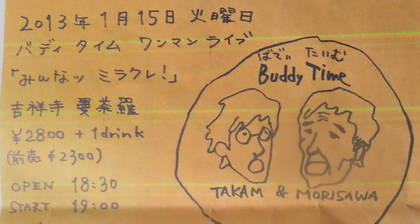 2013年1月15日 火曜日
バディ タイム ワンマン ライブ
「みんなッ ミラクレ!」
吉祥寺 曼荼羅
¥2800 + 1drink
(前売 ¥2300)
OPEN 18:30
START 19:00
ばでぃ たいむ
Buddy Time
TAKAM & MORISAWA